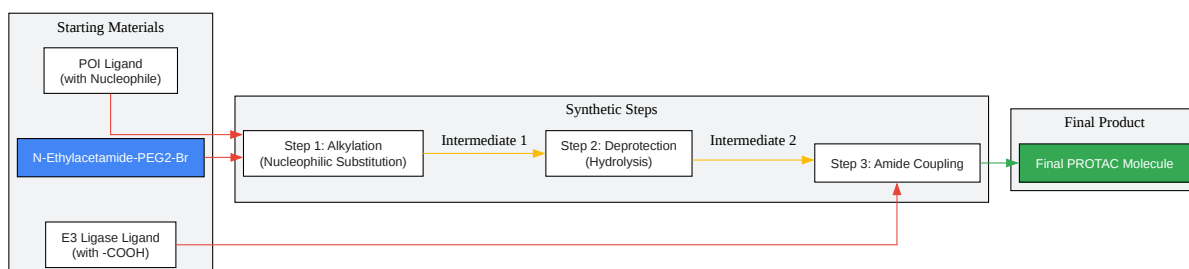 Starting Materials
POI Ligand
(with Nucleophile)
N-Ethylacetamide-PEG2-Br
E3 Ligase Ligand
(with -COOH)
Synthetic Steps
Step 1: Alkylation
(Nucleophilic Substitution)
Intermediate 1
Step 2: Deprotection
(Hydrolysis)
Intermediate 2
Step 3: Amide Coupling
Final Product
Final PROTAC Molecule